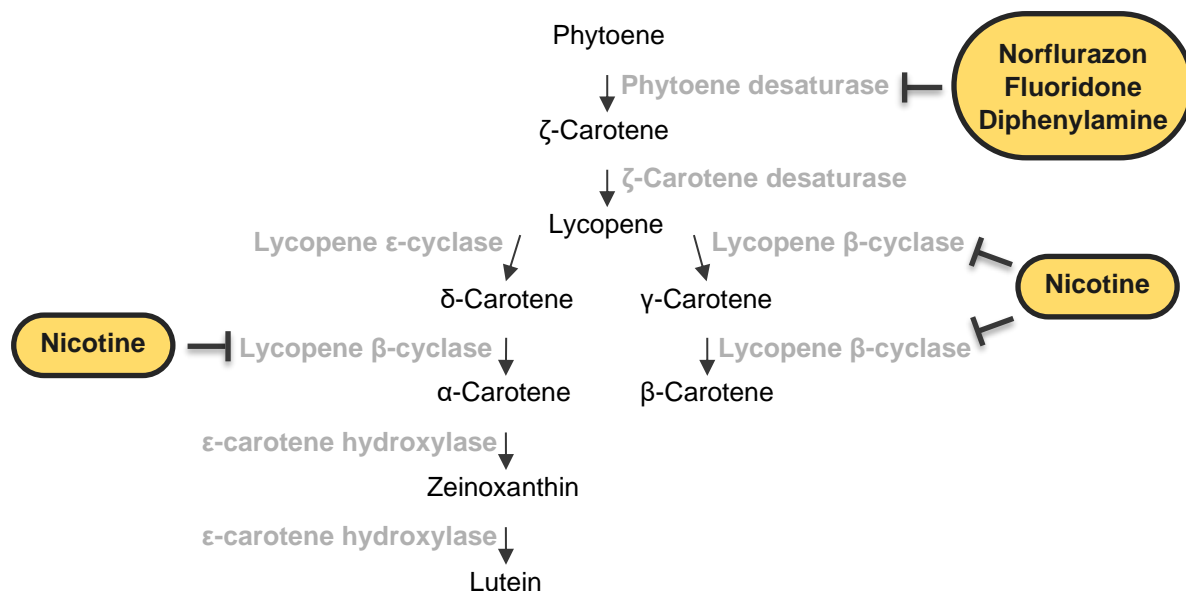 Phytoene
Norflurazon
Fluoridone
Diphenylamine
Phytoene desaturase
ζ-Carotene
ζ-Carotene desaturase
Lycopene
Lycopene ε-cyclase
Lycopene β-cyclase
Nicotine
δ-Carotene
γ-Carotene
Nicotine
Lycopene β-cyclase
Lycopene β-cyclase
α-Carotene
β-Carotene
ε-carotene hydroxylase
Zeinoxanthin
ε-carotene hydroxylase
Lutein